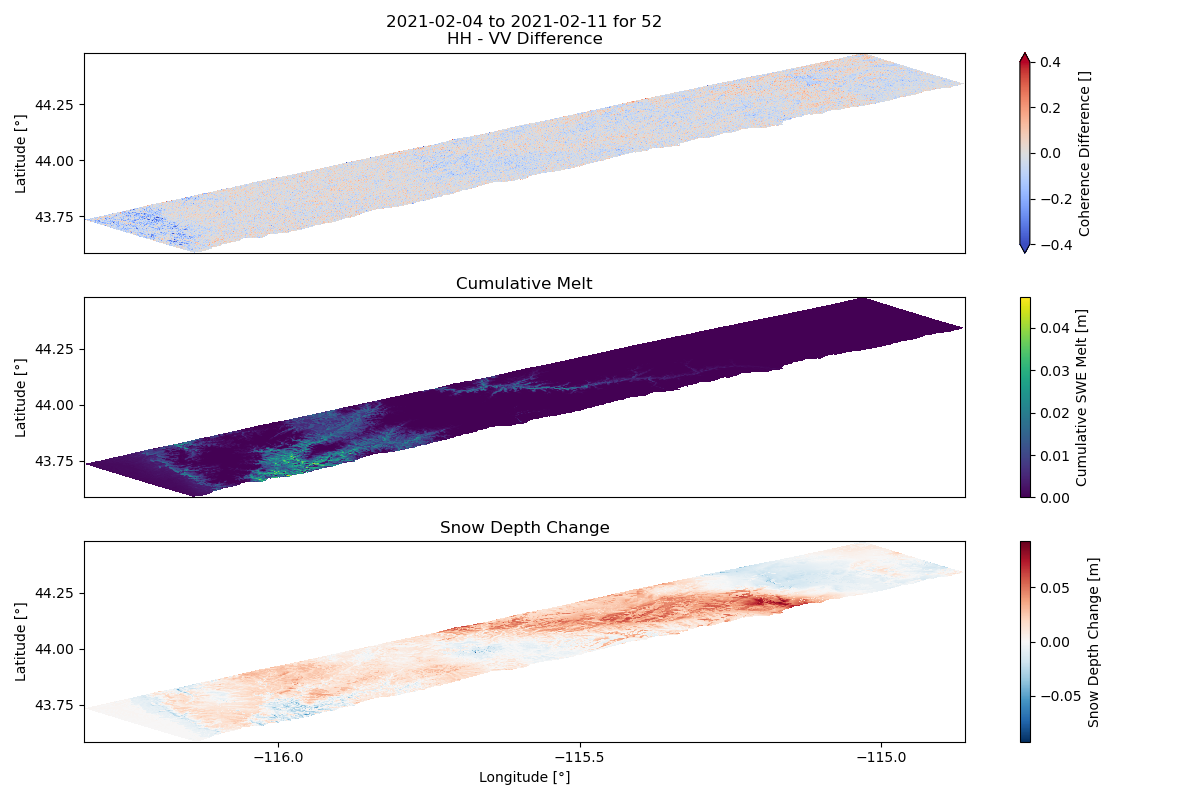 2021-02-04 to 2021-02-11 for 52
HH - VV Difference
Latitude [°]
44.25
44.00
43.75
0.4
0.2
0.0
−0.2
−0.4
Coherence Difference []
Cumulative Melt
Latitude [°]
44.25
44.00
43.75
0.04
0.03
0.02
0.01
0.00
Cumulative SWE Melt [m]
Snow Depth Change
Latitude [°]
44.25
44.00
43.75
−116.0
−115.5
−115.0
Longitude [°]
0.05
0.00
−0.05
Snow Depth Change [m]